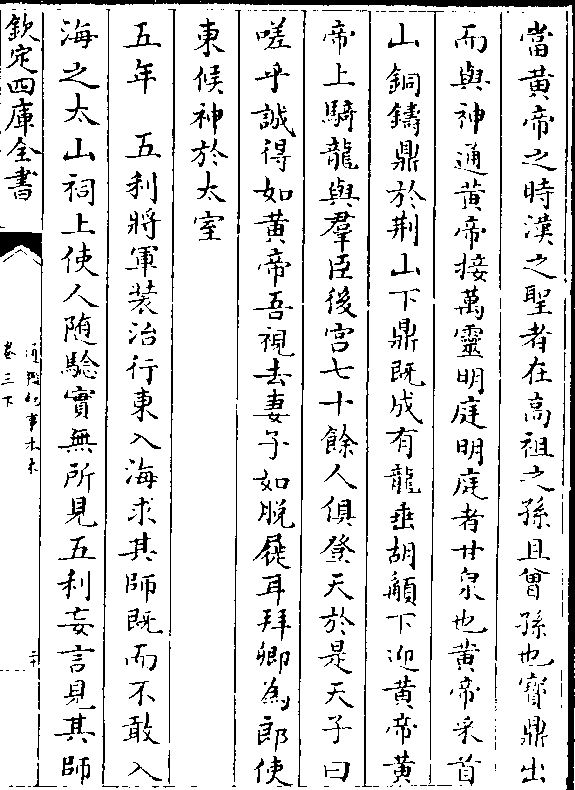 當黄帝之時漢之聖者在高祖之孫且曾孫也寳鼎出
而與神通黄帝接萬靈明庭明庭者甘泉也黄帝采首
山銅鑄鼎於荆山下鼎既成有龍垂胡髯下迎黄帝黄
帝上騎龍與羣臣後宫七十餘人俱登天於是天子曰
嗟乎誠得如黄帝吾視去妻子如脱屣耳拜卿為郎使
東候神於太室
五年　五利將軍装治行東入海求其師既而不敢入
海之太山祠上使人随驗實無所見五利妄言見其師
欽定四庫全書
通鑑紀事本末
卷三下